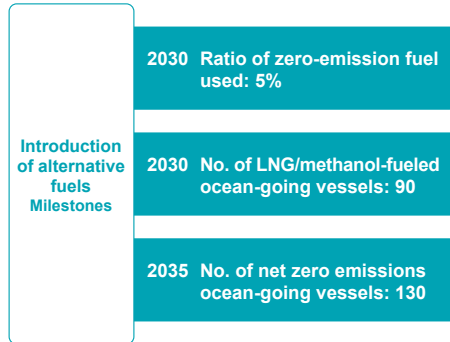 Introduction
of alternative
fuels
Milestones
2030 Ratio of zero-emission fuel
used: 5%
2030 No. of LNG/methanol-fueled
ocean-going vessels: 90
2035 No. of net zero emissions
ocean-going vessels: 130